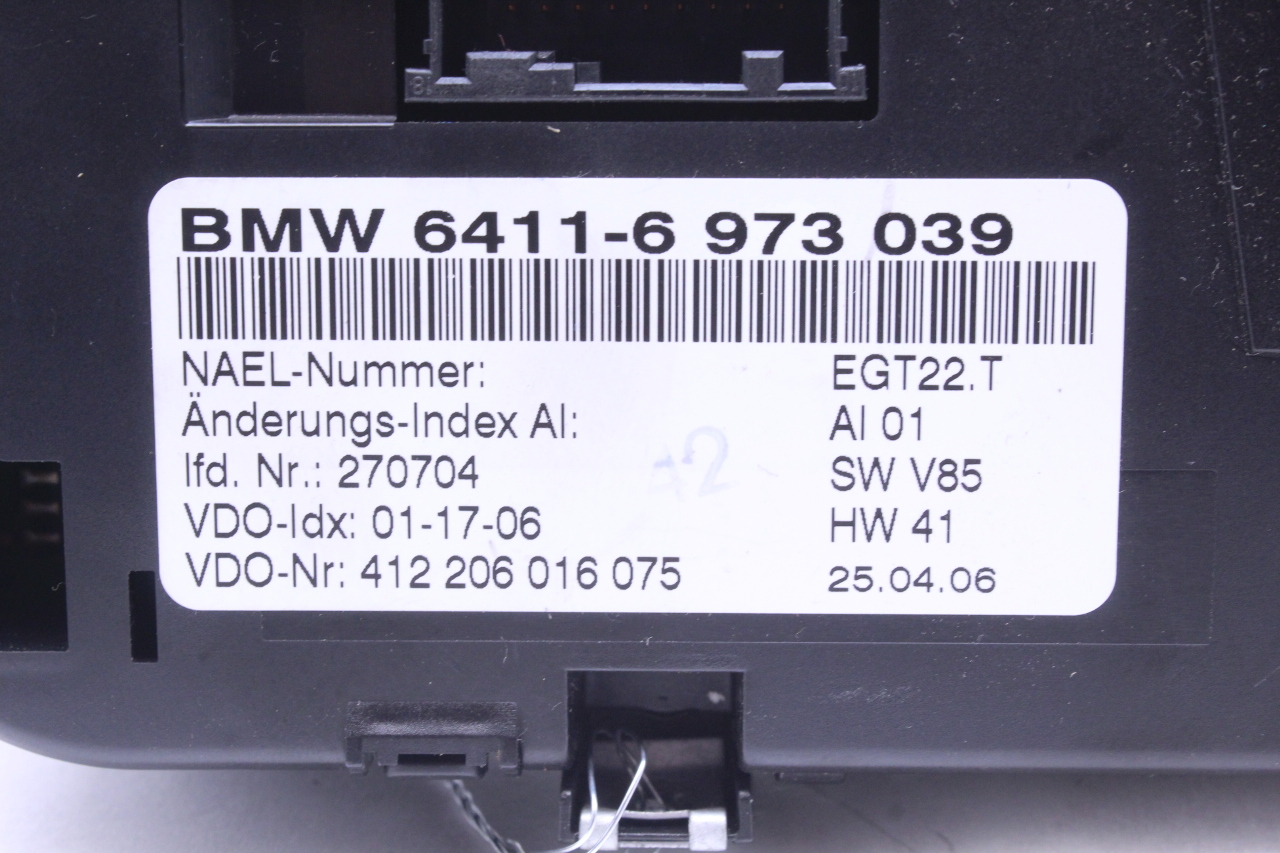 BMW 6411-6 973 039
NAEL-Nummer: EGT22.T
Änderungs-Index AI: AI 01
lfd. Nr.: 270704 SW V85
VDO-Idx: 01-17-06 HW 41
VDO-Nr: 412 206 016 075 25.04.06